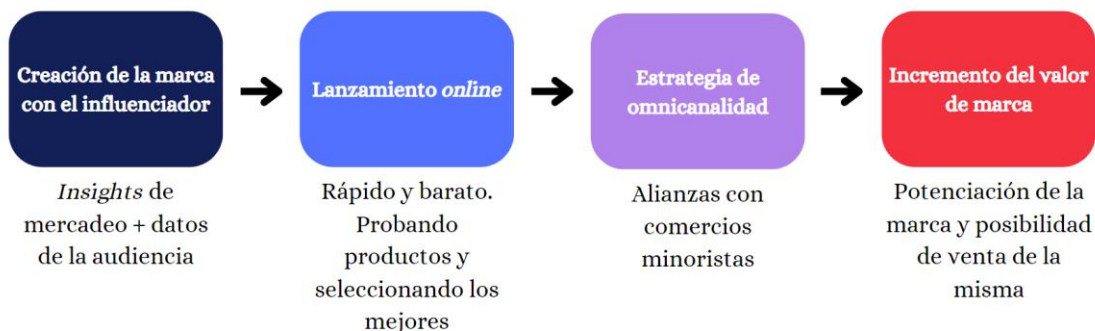 Creación de la marca
con el influenciador
Lanzamiento online
Estrategia de
omnicanalidad
Incremento del valor
de marca
Insights de
mercadeo + datos
de la audiencia
Rápido y barato.
Probando
productos y
seleccionando los
mejores
Alianzas con
comercios
minoristas
Potenciación de la
marca y posibilidad
de venta de la
misma